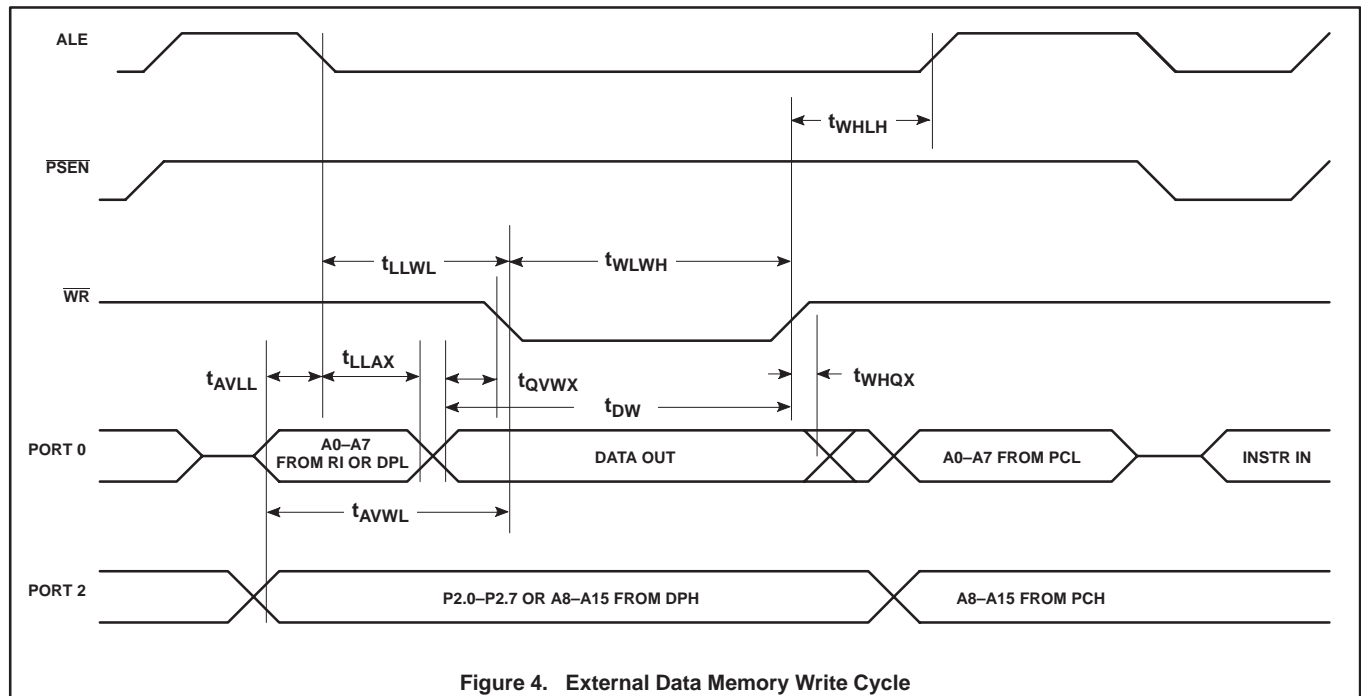 ALE
tWHLH
PSEN
tLLWL
tWLWH
WR
tAVLL
tLLAX
tQVWX
tWHQX
tDW
PORT 0
A0–A7
FROM RI OR DPL
DATA OUT
A0–A7 FROM PCL
INSTR IN
tAVWL
PORT 2
P2.0–P2.7 OR A8–A15 FROM DPH
A8–A15 FROM PCH
Figure 4. External Data Memory Write Cycle